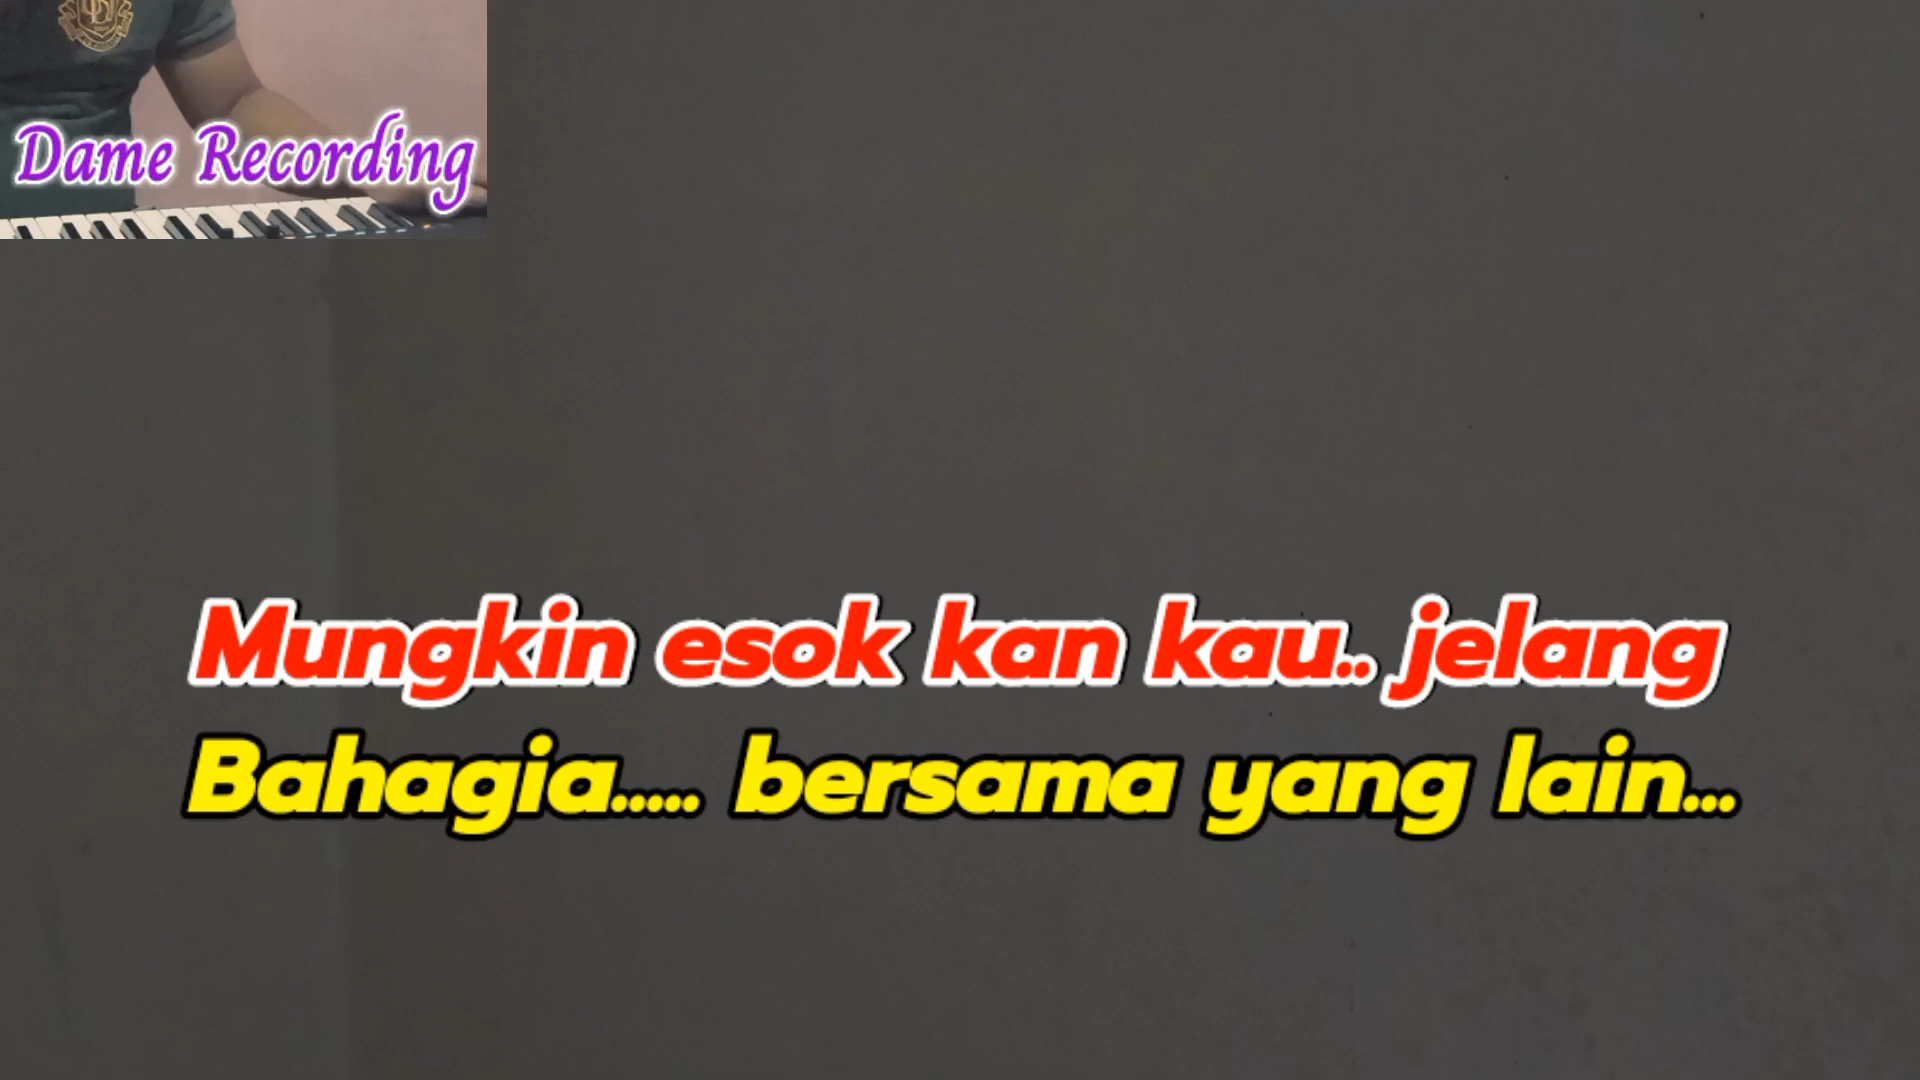 Dame Recording
Mungkin esok kan kau.. jelang
Bahagia..... bersama yang lain...